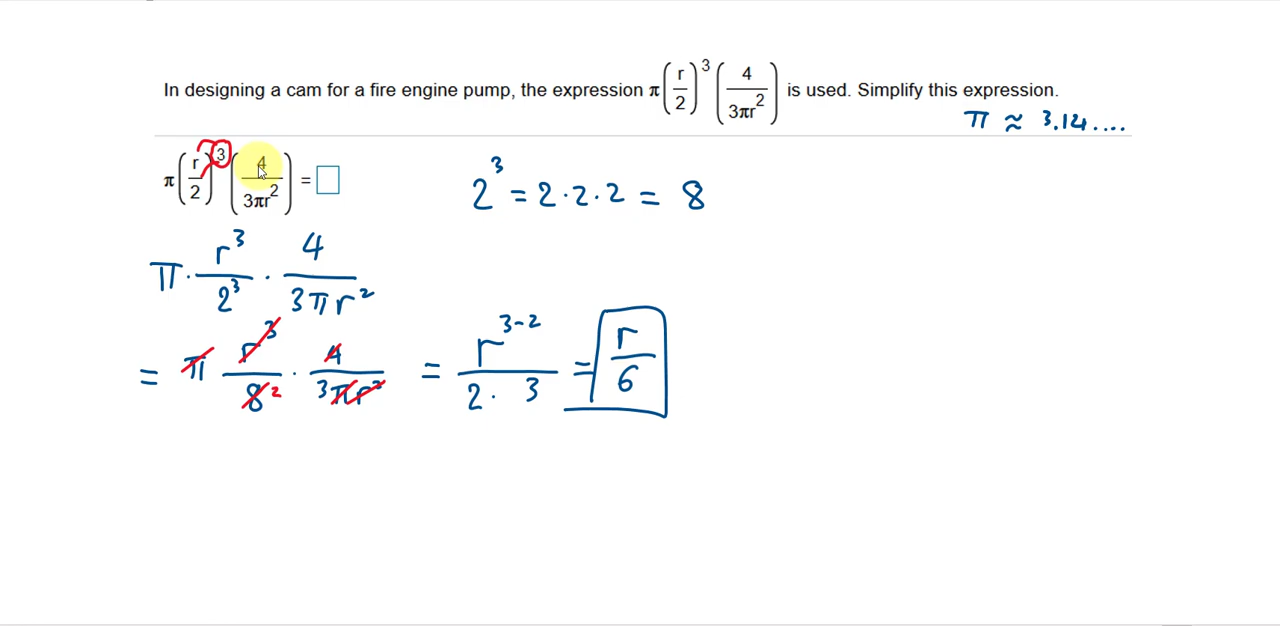 In designing a cam for a fire engine pump, the expression π(r/2)³(4/3πr²) is used. Simplify this expression.
π ≈ 3.14....
π(r/2)³(4/3πr²) =
2³ = 2·2·2 = 8
π · r³/2³ · 4/3πr²
= π r³/8 2 · 4/3πr² = r³⁻²/2·3 = r/6